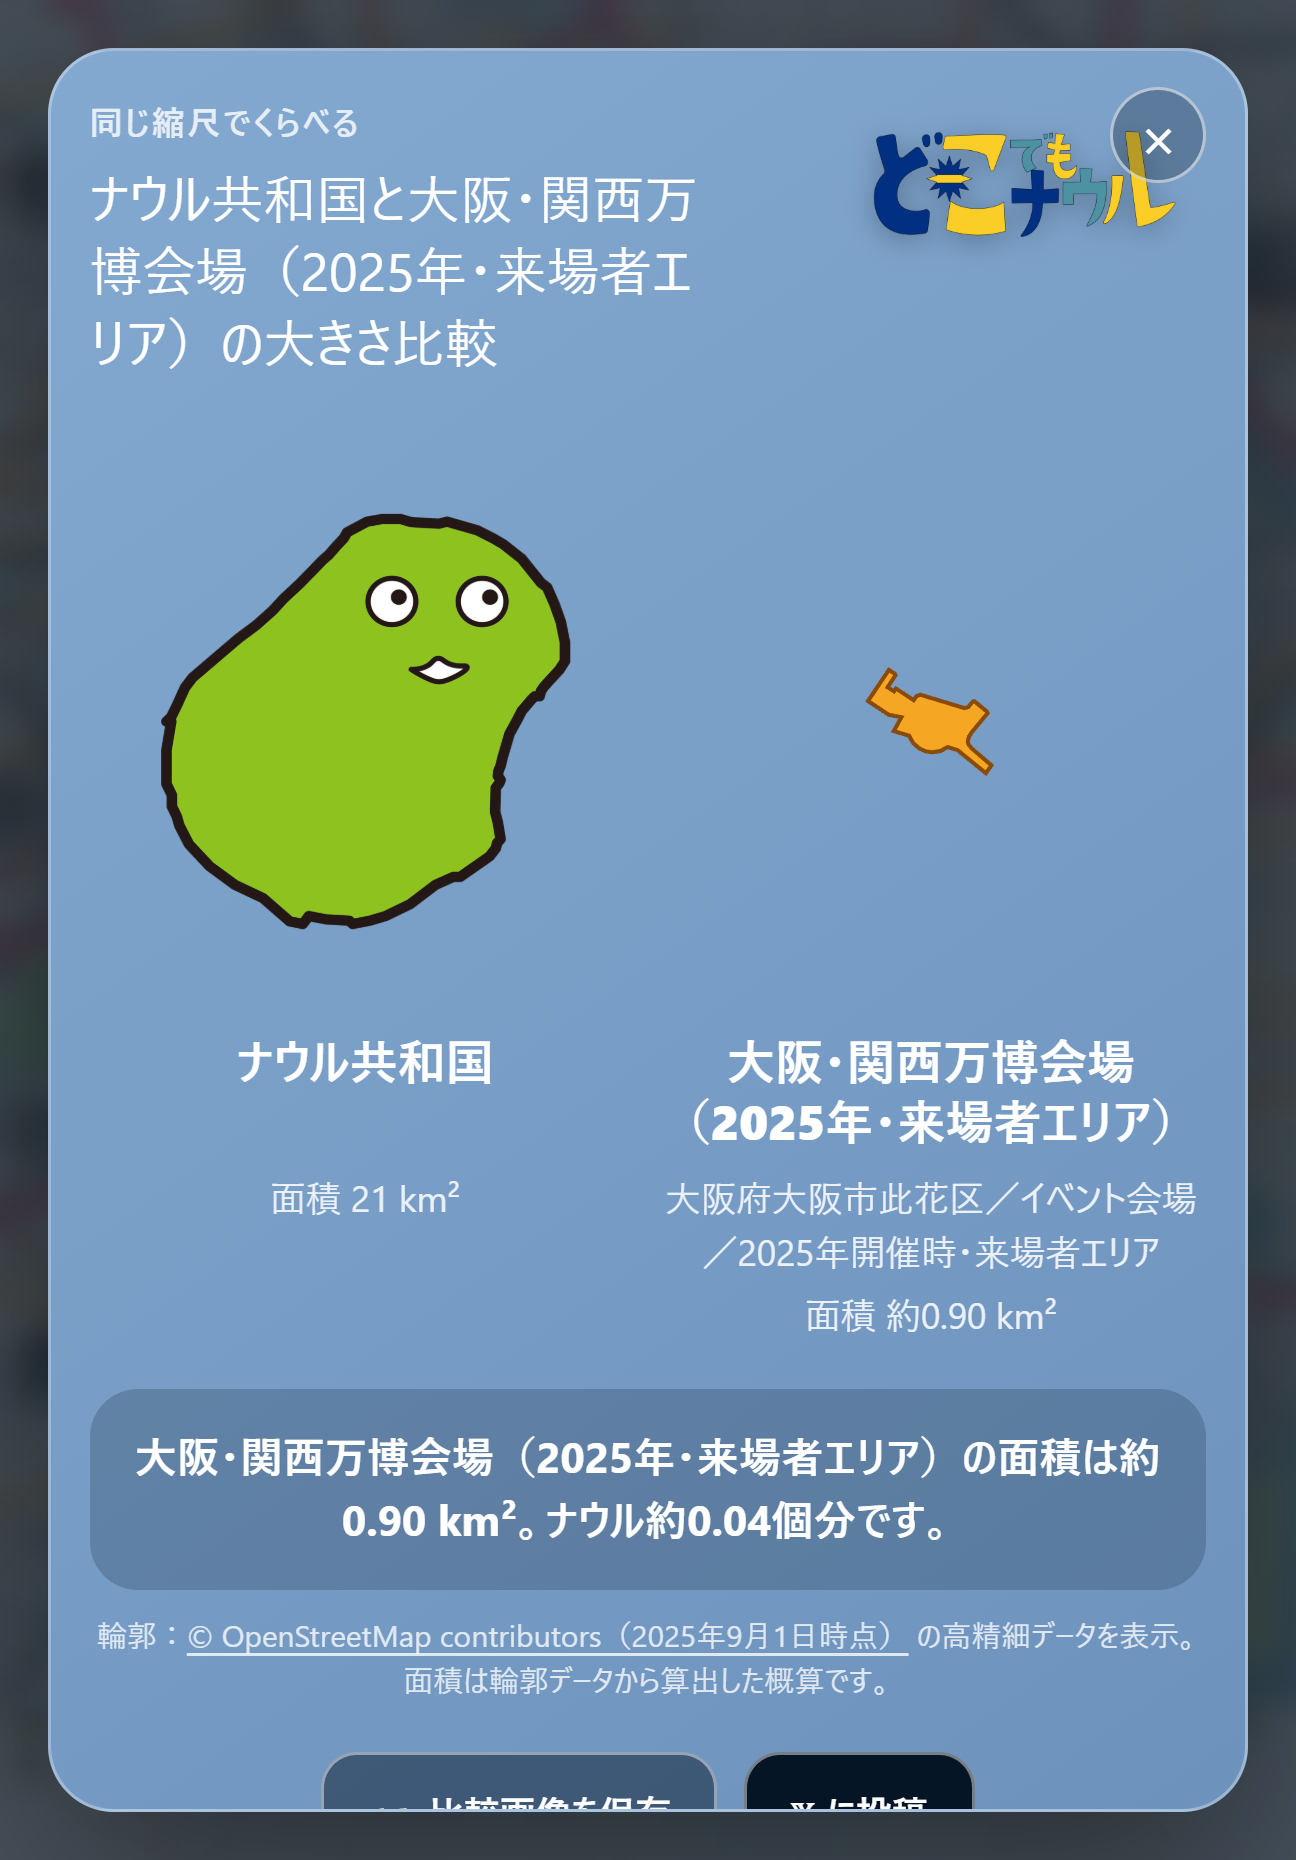 同じ縮尺でくらべる
どこでもナウル
×
ナウル共和国と大阪・関西万
博会場（2025年・来場者エ
リア）の大きさ比較
ナウル共和国
面積 21 km²
大阪・関西万博会場
（2025年・来場者エリア）
大阪府大阪市此花区／イベント会場
／2025年開催時・来場者エリア
面積 約0.90 km²
大阪・関西万博会場（2025年・来場者エリア）の面積は約
0.90 km²。ナウル約0.04個分です。
輪郭：© OpenStreetMap contributors（2025年9月1日時点） の高精細データを表示。
面積は輪郭データから算出した概算です。
比較画像を保存
X に投稿